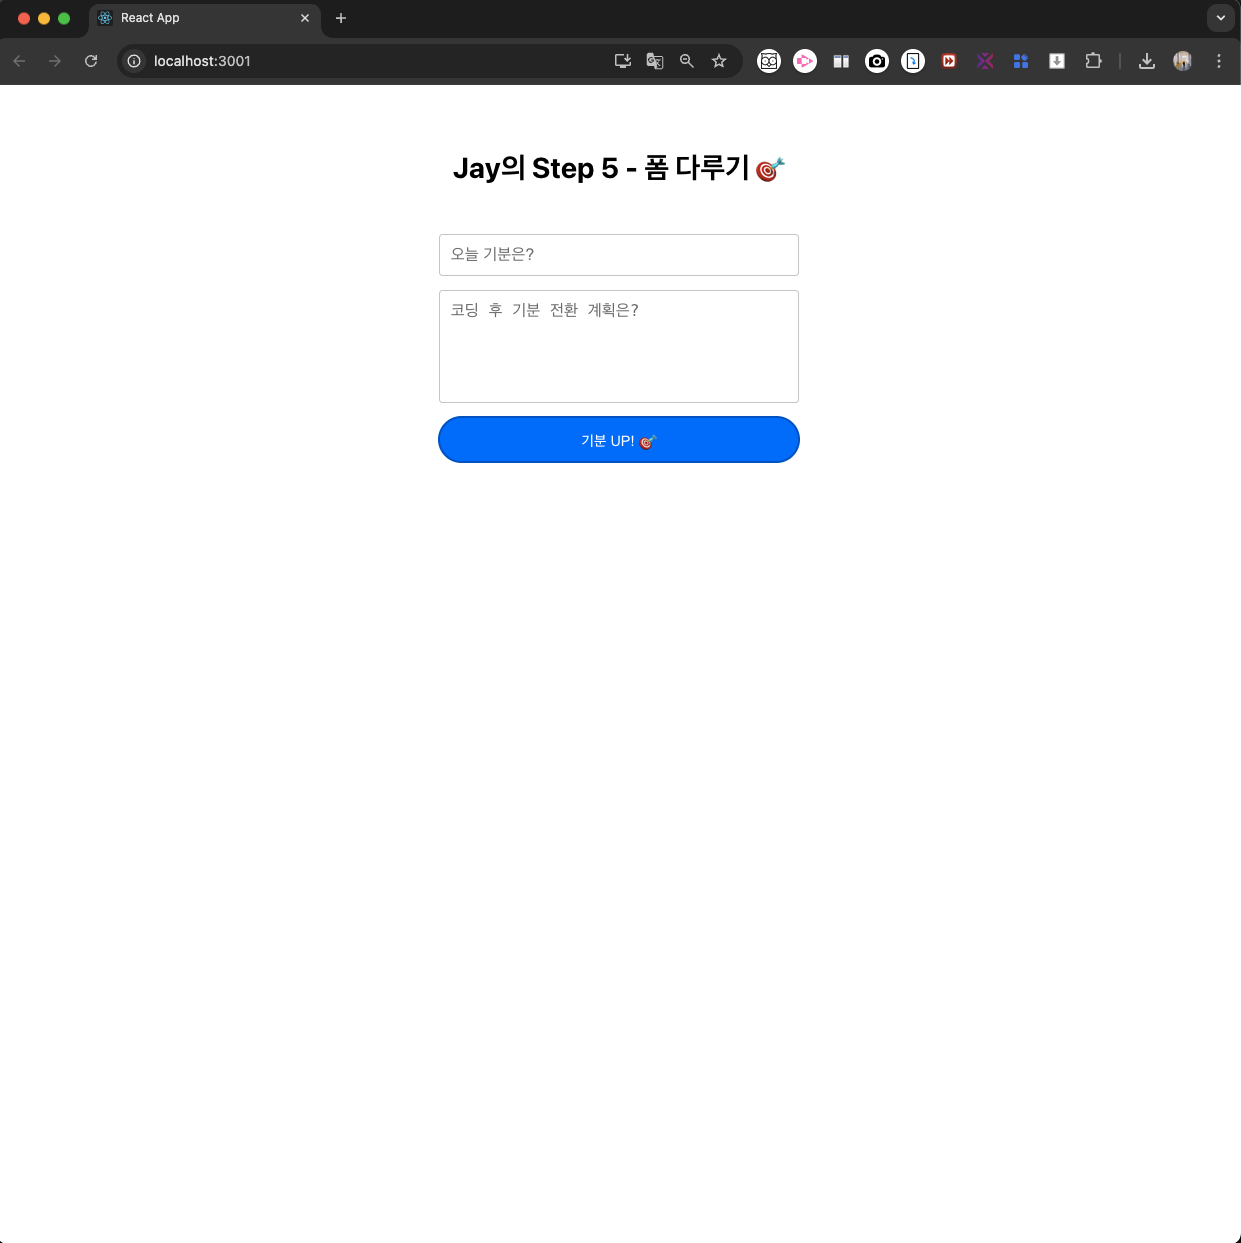 React App
localhost:3001
Jay의 Step 5 - 폼 다루기 🎯
오늘 기분은?
코딩 후 기분 전환 계획은?
기분 UP! 🎯